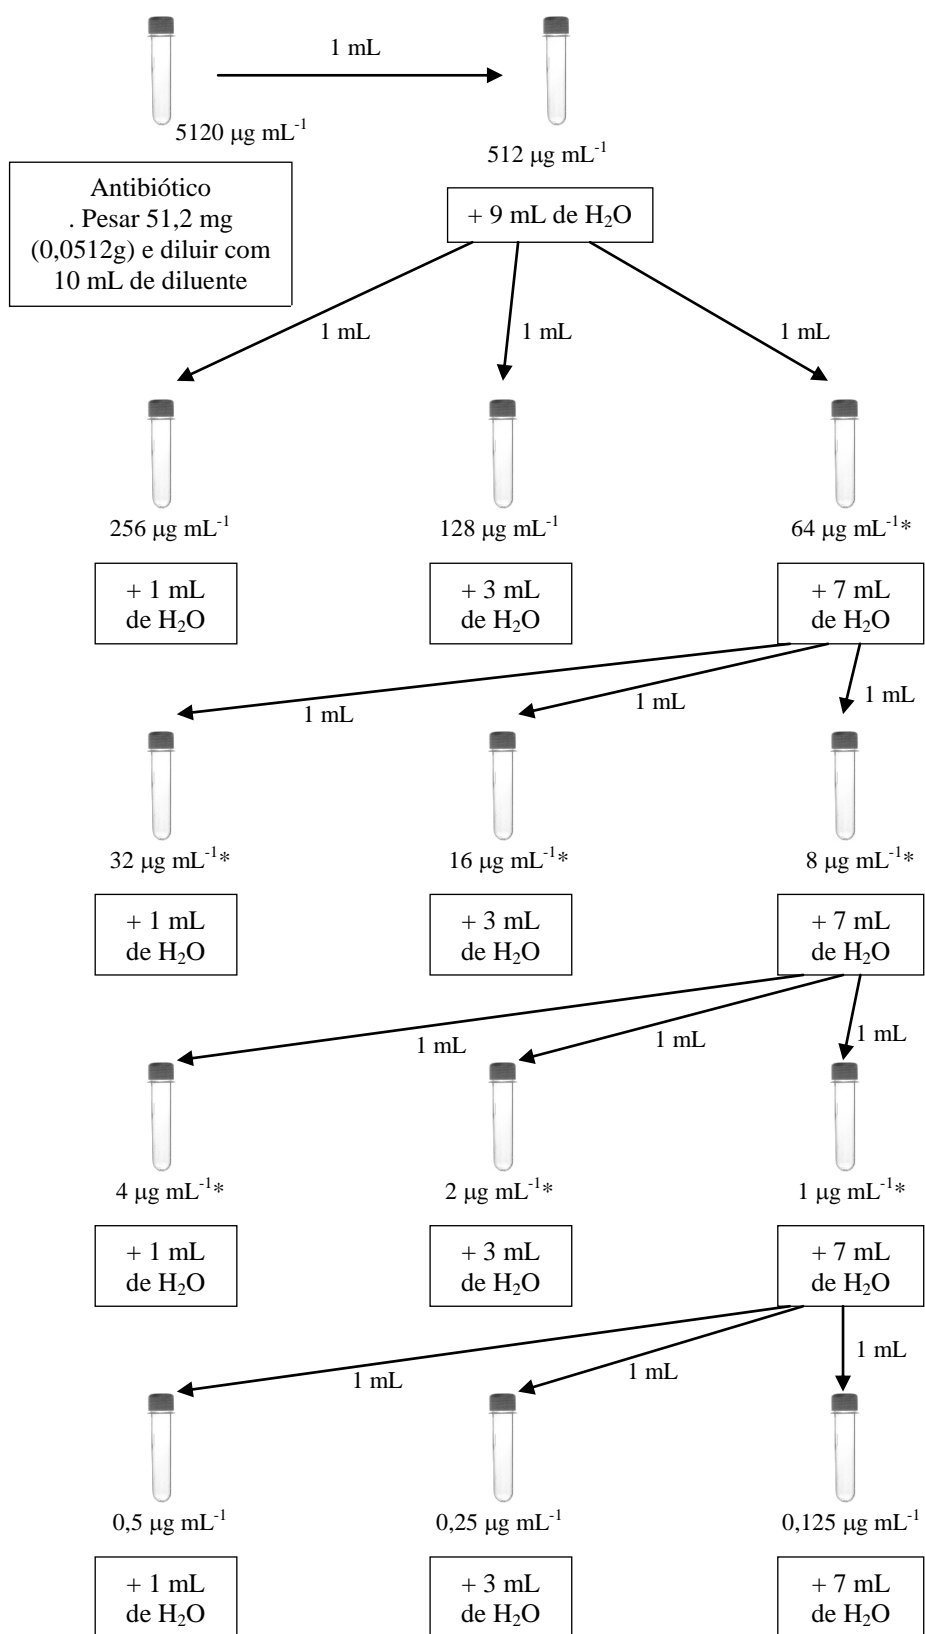 1 mL
5120 μg mL⁻¹
512 μg mL⁻¹
Antibiótico
. Pesar 51,2 mg
(0,0512g) e diluir com
10 mL de diluente
+ 9 mL de H₂O
1 mL
1 mL
1 mL
256 μg mL⁻¹
128 μg mL⁻¹
64 μg mL⁻¹*
+ 1 mL
de H₂O
+ 3 mL
de H₂O
+ 7 mL
de H₂O
1 mL
1 mL
1 mL
32 μg mL⁻¹*
16 μg mL⁻¹*
8 μg mL⁻¹*
+ 1 mL
de H₂O
+ 3 mL
de H₂O
+ 7 mL
de H₂O
1 mL
1 mL
1 mL
4 μg mL⁻¹*
2 μg mL⁻¹*
1 μg mL⁻¹*
+ 1 mL
de H₂O
+ 3 mL
de H₂O
+ 7 mL
de H₂O
1 mL
1 mL
1 mL
0,5 μg mL⁻¹
0,25 μg mL⁻¹
0,125 μg mL⁻¹
+ 1 mL
de H₂O
+ 3 mL
de H₂O
+ 7 mL
de H₂O